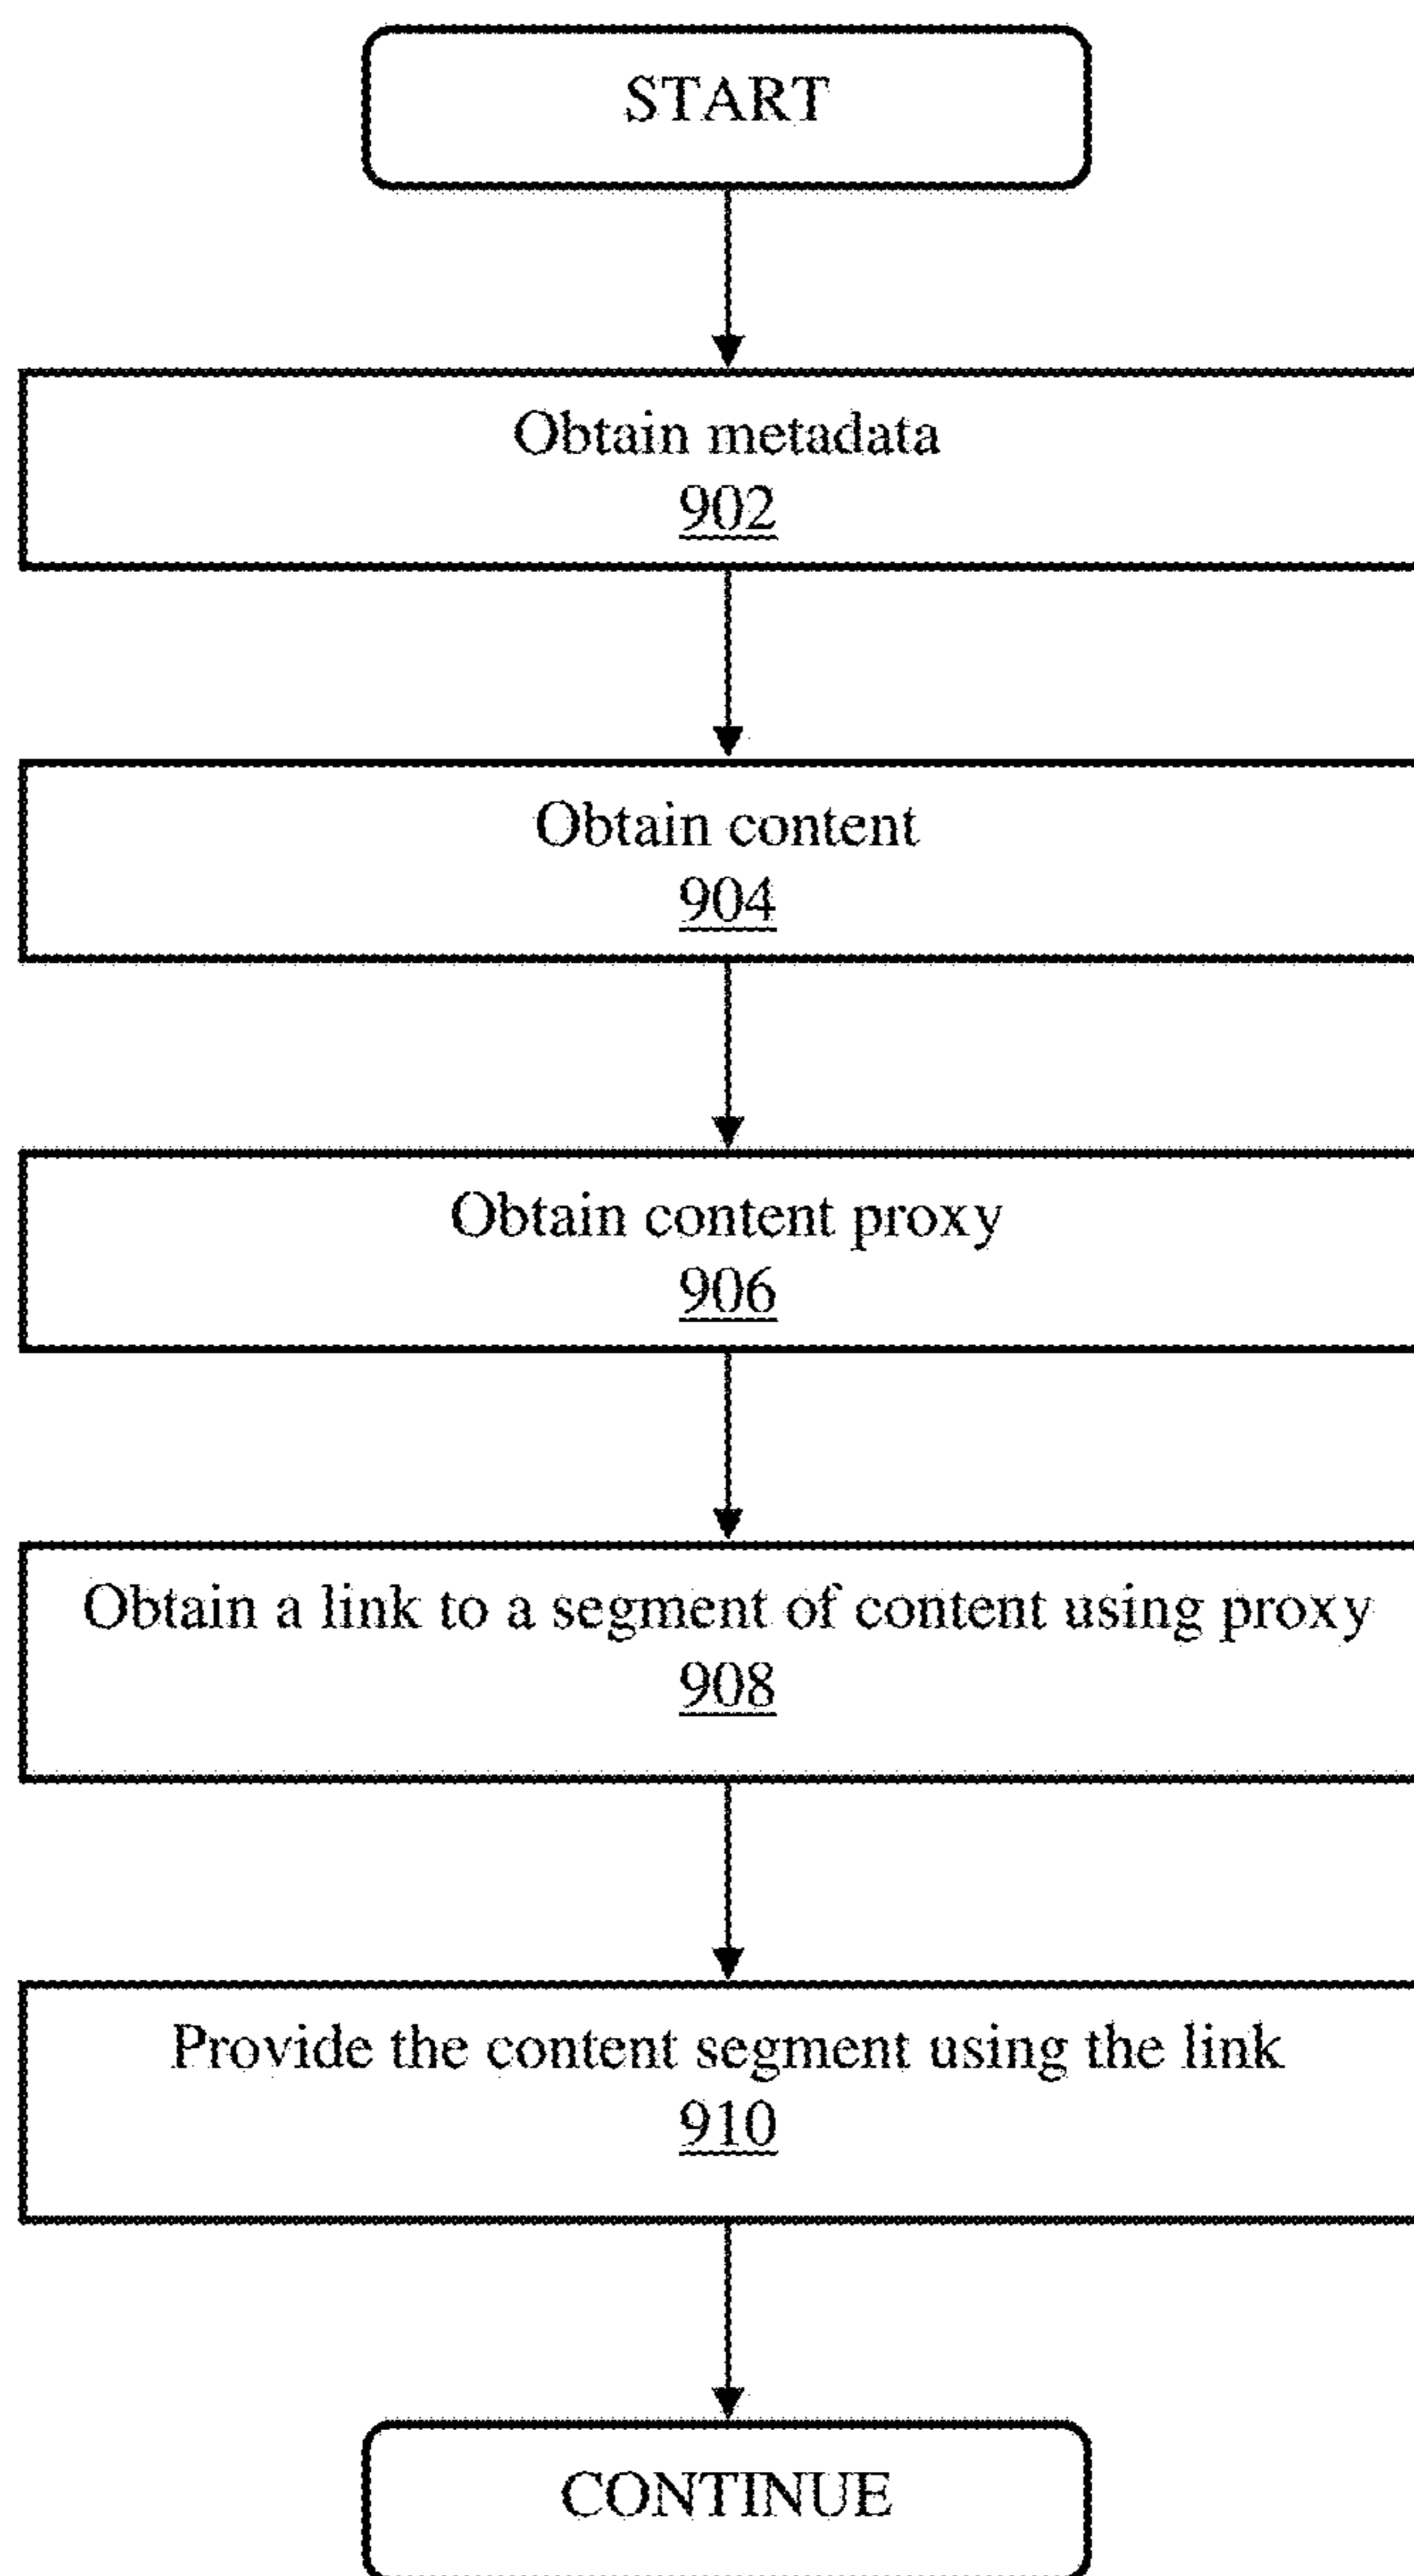 START
Obtain metadata
902
Obtain content
904
Obtain content proxy
906
Obtain a link to a segment of content using proxy
908
Provide the content segment using the link
910
CONTINUE